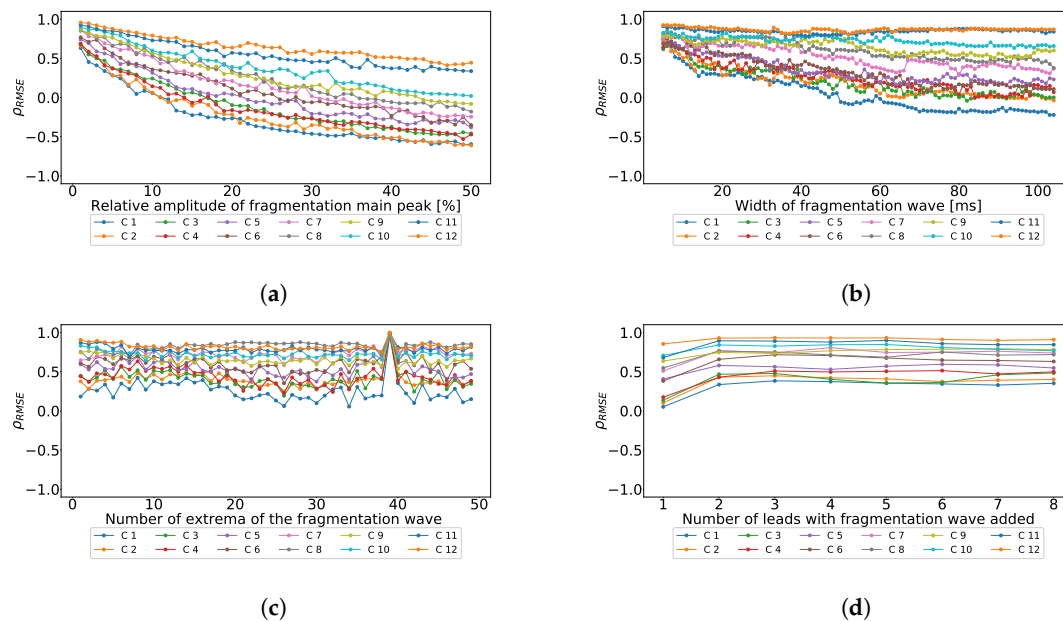 1.0
0.5
0.0
−0.5
−1.0
ρRMSE
0 10 20 30 40 50
Relative amplitude of fragmentation main peak [%]
C 1 C 3 C 5 C 7 C 9 C 11
C 2 C 4 C 6 C 8 C 10 C 12
(a)
1.0
0.5
0.0
−0.5
−1.0
ρRMSE
20 40 60 80 100
Width of fragmentation wave [ms]
C 1 C 3 C 5 C 7 C 9 C 11
C 2 C 4 C 6 C 8 C 10 C 12
(b)
1.0
0.5
0.0
−0.5
−1.0
ρRMSE
0 10 20 30 40 50
Number of extrema of the fragmentation wave
C 1 C 3 C 5 C 7 C 9 C 11
C 2 C 4 C 6 C 8 C 10 C 12
(c)
1.0
0.5
0.0
−0.5
−1.0
ρRMSE
1 2 3 4 5 6 7 8
Number of leads with fragmentation wave added
C 1 C 3 C 5 C 7 C 9 C 11
C 2 C 4 C 6 C 8 C 10 C 12
(d)